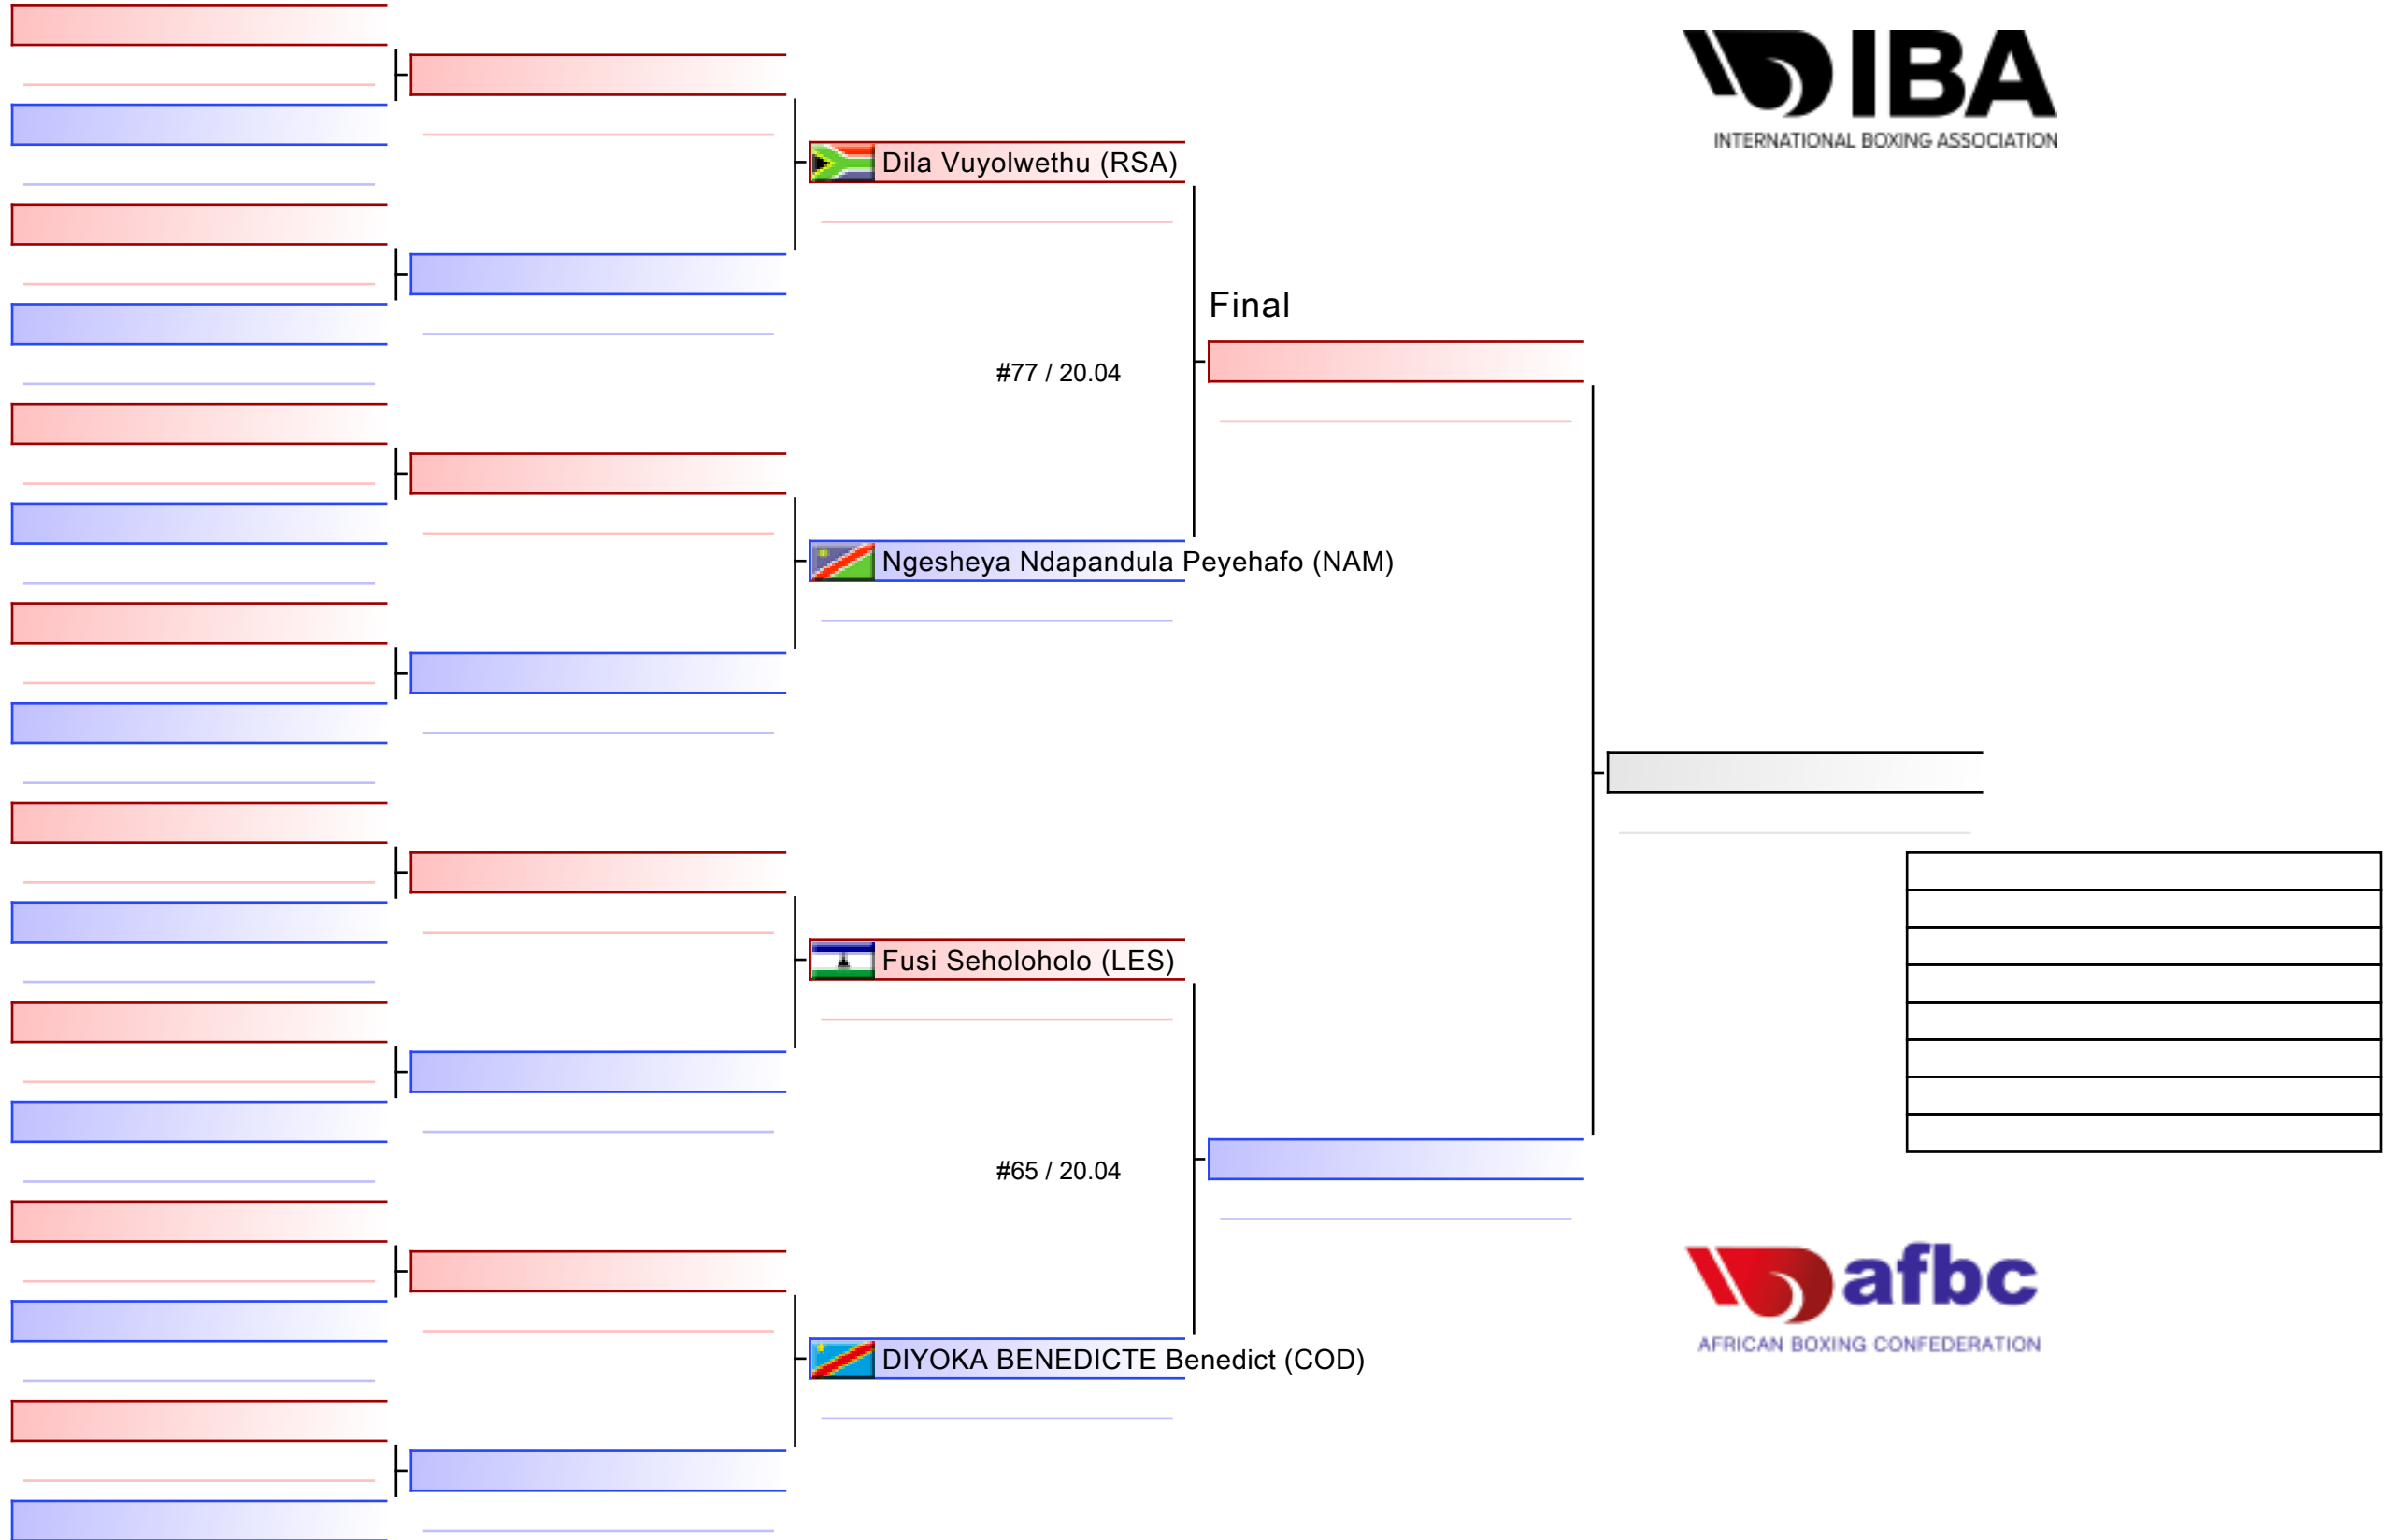 IBA
INTERNATIONAL BOXING ASSOCIATION
Dila Vuyolwethu (RSA)
Final
#77 / 20.04
Ngesheya Ndapandula Peyehafo (NAM)
Fusi Seholoholo (LES)
#65 / 20.04
afbc
AFRICAN BOXING CONFEDERATION
DIYOKA BENEDICTE Benedict (COD)